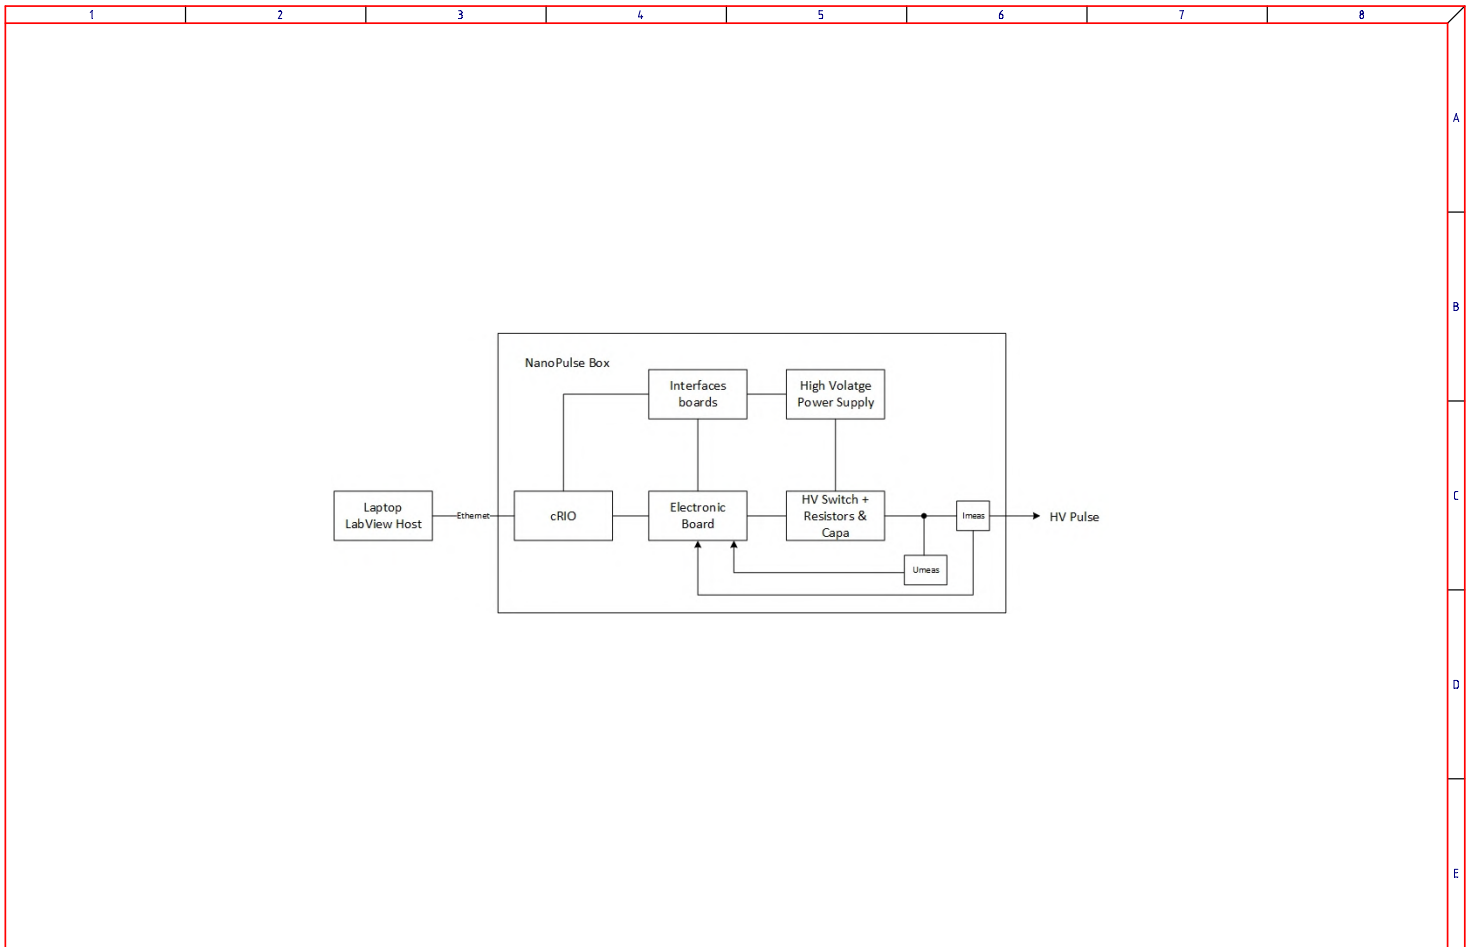 1 2 3 4 5 6 7 8
A
B
NanoPulse Box
Interfaces
boards
High Volatge
Power Supply
C
Laptop
LabView Host
Ethernet
cRIO
Electronic
Board
HV Switch +
Resistors &
Capa
Imeas
HV Pulse
Umeas
D
E